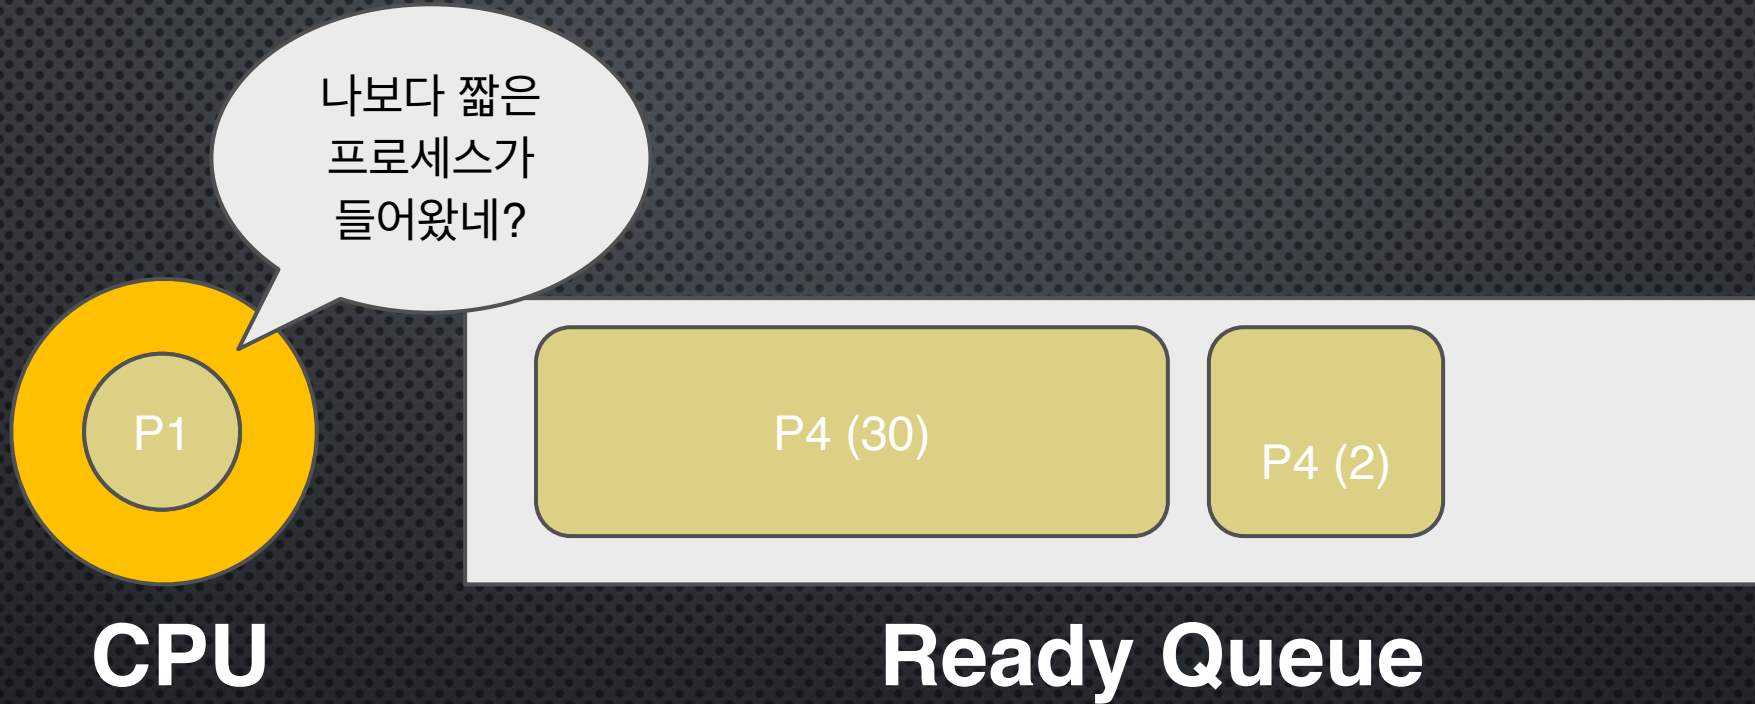 나보다 짧은
프로세스가
들어왔네?
P1
P4 (30)
P4 (2)
CPU
Ready Queue